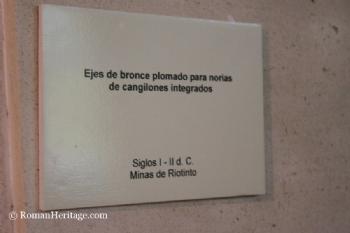 Ejes de bronce plomado para norias
de cangilones integrados
Siglos I - II d. C.
Minas de Riotinto
© RomanHeritage.com